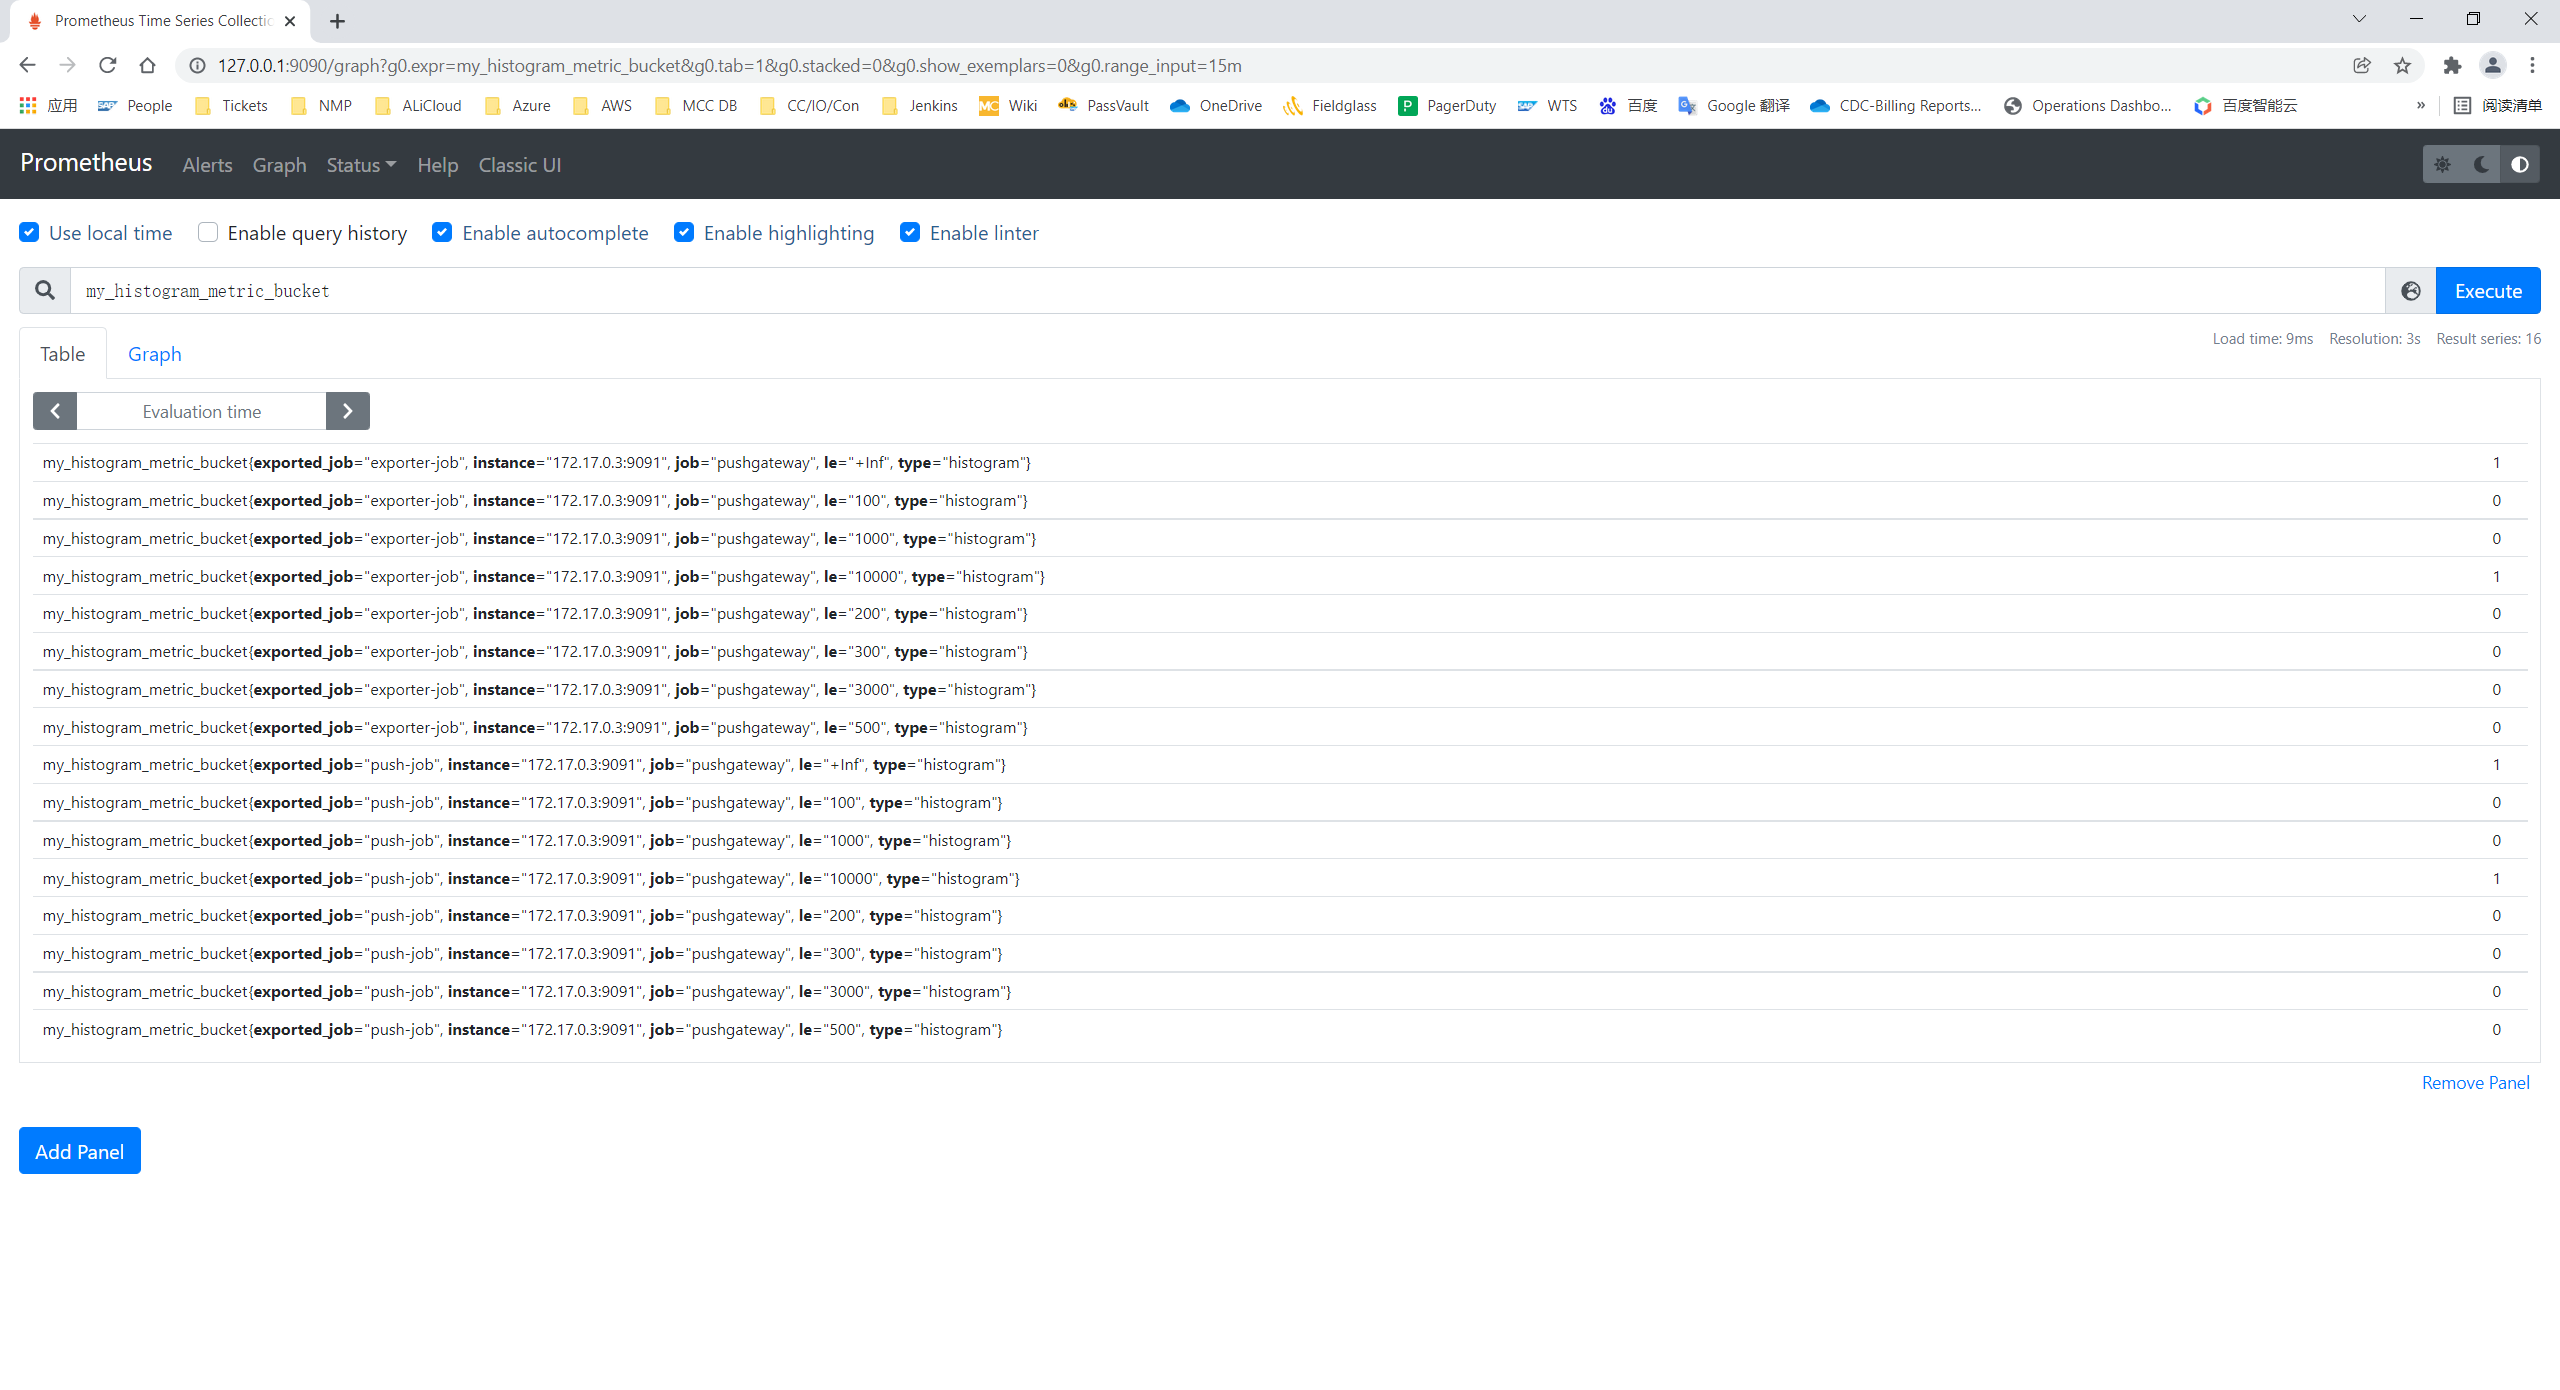 Prometheus Time Series Collectio
127.0.0.1:9090/graph?g0.expr=my_histogram_metric_bucket&g0.tab=1&g0.stacked=0&g0.show_exemplars=0&g0.range_input=15m
应用 People Tickets NMP ALiCloud Azure AWS MCC DB CC/IO/Con Jenkins MC Wiki PassVault OneDrive Fieldglass P PagerDuty WTS 百度 Google 翻译 CDC-Billing Reports... Operations Dashbo... 百度智能云 » 阅读清单
Prometheus Alerts Graph Status Help Classic UI
Use local time Enable query history Enable autocomplete Enable highlighting Enable linter
my_histogram_metric_bucket Execute
Table Graph Load time: 9ms Resolution: 3s Result series: 16
Evaluation time
my_histogram_metric_bucket{exported_job="exporter-job", instance="172.17.0.3:9091", job="pushgateway", le="+Inf", type="histogram"} 1
my_histogram_metric_bucket{exported_job="exporter-job", instance="172.17.0.3:9091", job="pushgateway", le="100", type="histogram"} 0
my_histogram_metric_bucket{exported_job="exporter-job", instance="172.17.0.3:9091", job="pushgateway", le="1000", type="histogram"} 0
my_histogram_metric_bucket{exported_job="exporter-job", instance="172.17.0.3:9091", job="pushgateway", le="10000", type="histogram"} 1
my_histogram_metric_bucket{exported_job="exporter-job", instance="172.17.0.3:9091", job="pushgateway", le="200", type="histogram"} 0
my_histogram_metric_bucket{exported_job="exporter-job", instance="172.17.0.3:9091", job="pushgateway", le="300", type="histogram"} 0
my_histogram_metric_bucket{exported_job="exporter-job", instance="172.17.0.3:9091", job="pushgateway", le="3000", type="histogram"} 0
my_histogram_metric_bucket{exported_job="exporter-job", instance="172.17.0.3:9091", job="pushgateway", le="500", type="histogram"} 0
my_histogram_metric_bucket{exported_job="push-job", instance="172.17.0.3:9091", job="pushgateway", le="+Inf", type="histogram"} 1
my_histogram_metric_bucket{exported_job="push-job", instance="172.17.0.3:9091", job="pushgateway", le="100", type="histogram"} 0
my_histogram_metric_bucket{exported_job="push-job", instance="172.17.0.3:9091", job="pushgateway", le="1000", type="histogram"} 0
my_histogram_metric_bucket{exported_job="push-job", instance="172.17.0.3:9091", job="pushgateway", le="10000", type="histogram"} 1
my_histogram_metric_bucket{exported_job="push-job", instance="172.17.0.3:9091", job="pushgateway", le="200", type="histogram"} 0
my_histogram_metric_bucket{exported_job="push-job", instance="172.17.0.3:9091", job="pushgateway", le="300", type="histogram"} 0
my_histogram_metric_bucket{exported_job="push-job", instance="172.17.0.3:9091", job="pushgateway", le="3000", type="histogram"} 0
my_histogram_metric_bucket{exported_job="push-job", instance="172.17.0.3:9091", job="pushgateway", le="500", type="histogram"} 0
Remove Panel
Add Panel